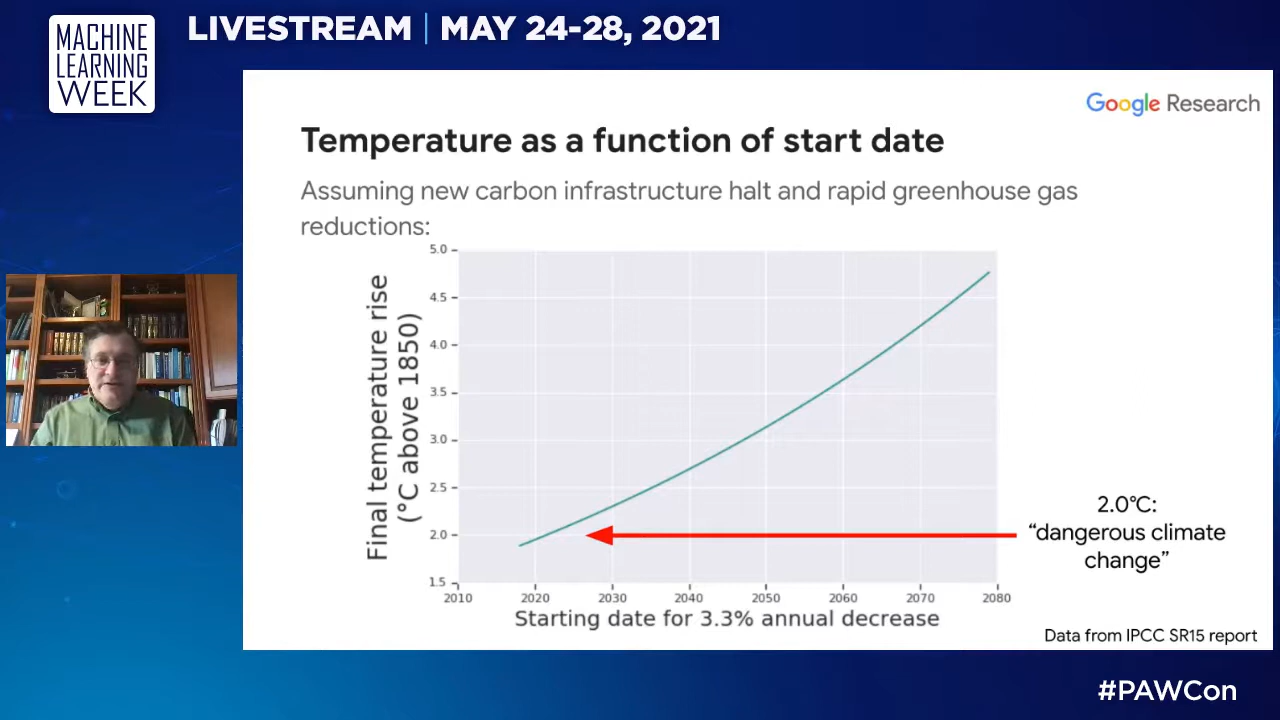 MACHINE
LEARNING
WEEK
LIVESTREAM | MAY 24-28, 2021
Google Research
Temperature as a function of start date
Assuming new carbon infrastructure halt and rapid greenhouse gas
reductions:
Final temperature rise
(°C above 1850)
5.0
4.5
4.0
3.5
3.0
2.5
2.0
1.5
2010 2020 2030 2040 2050 2060 2070 2080
Starting date for 3.3% annual decrease
2.0°C:
“dangerous climate
change”
Data from IPCC SR15 report
#PAWCon